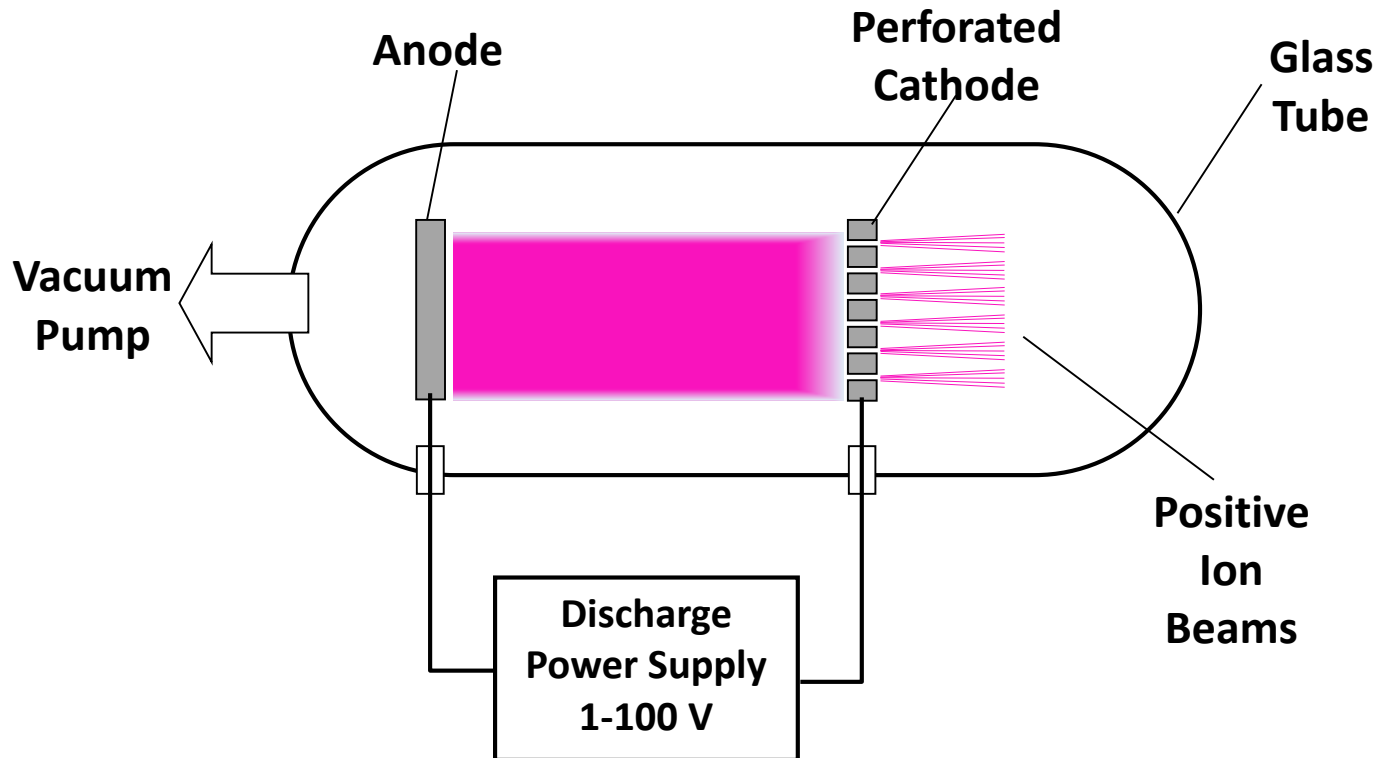 Anode
Perforated
Cathode
Glass
Tube
Vacuum
Pump
Positive
Ion
Beams
Discharge
Power Supply
1-100 V